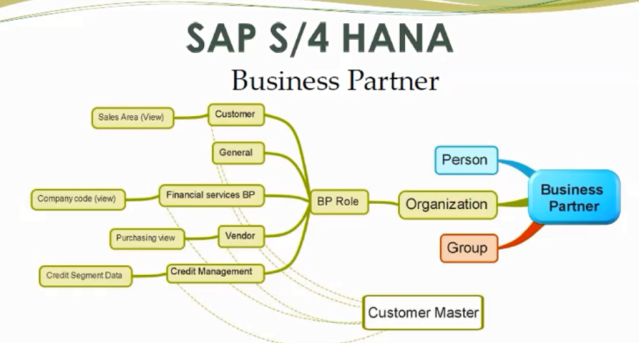 SAP S/4 HANA
Business Partner
Sales Area (View)
Customer
General
Person
Company code (view)
Financial services BP
BP Role
Organization
Business
Partner
Purchasing view
Vendor
Group
Credit Segment Data
Credit Management
Customer Master